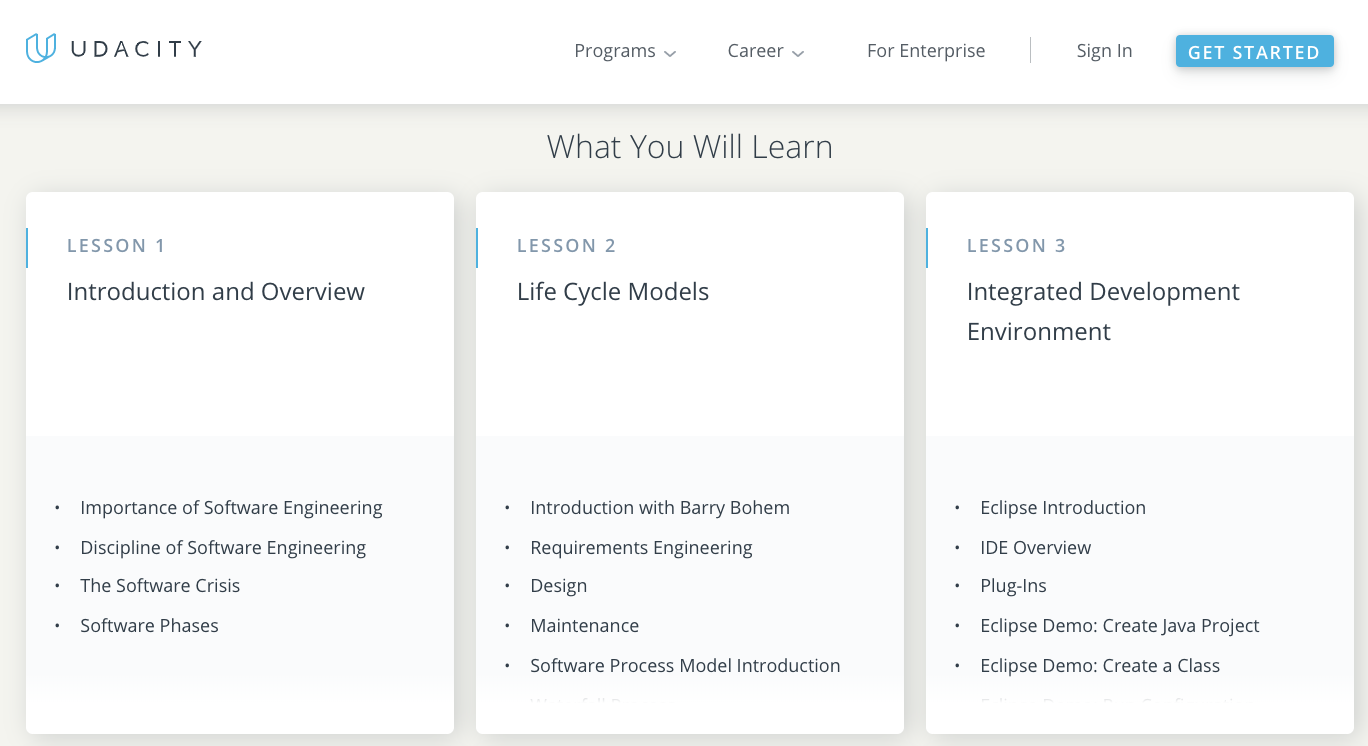 UDACITY
Programs
Career
For Enterprise
Sign In
GET STARTED
What You Will Learn
LESSON 1
Introduction and Overview
• Importance of Software Engineering
• Discipline of Software Engineering
• The Software Crisis
• Software Phases
LESSON 2
Life Cycle Models
• Introduction with Barry Bohem
• Requirements Engineering
• Design
• Maintenance
• Software Process Model Introduction
LESSON 3
Integrated Development
Environment
• Eclipse Introduction
• IDE Overview
• Plug-Ins
• Eclipse Demo: Create Java Project
• Eclipse Demo: Create a Class